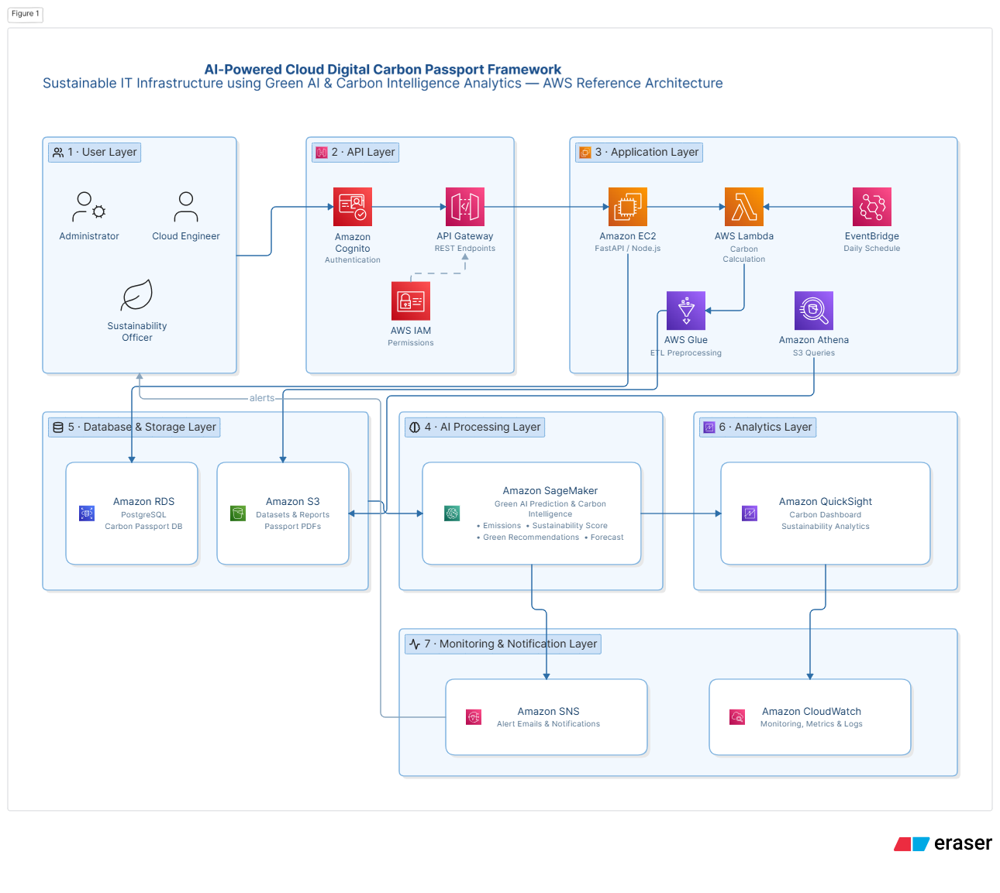 Figure 1
AI-Powered Cloud Digital Carbon Passport Framework
Sustainable IT Infrastructure using Green AI & Carbon Intelligence Analytics — AWS Reference Architecture
1 · User Layer
Administrator
Cloud Engineer
Sustainability
Officer
2 · API Layer
Amazon
Cognito
Authentication
API Gateway
REST Endpoints
AWS IAM
Permissions
3 · Application Layer
Amazon EC2
FastAPI / Node.js
AWS Lambda
Carbon
Calculation
EventBridge
Daily Schedule
AWS Glue
ETL Preprocessing
Amazon Athena
S3 Queries
alerts
5 · Database & Storage Layer
Amazon RDS
PostgreSQL
Carbon Passport DB
Amazon S3
Datasets & Reports
Passport PDFs
4 · AI Processing Layer
Amazon SageMaker
Green AI Prediction & Carbon
Intelligence
• Emissions • Sustainability Score
• Green Recommendations • Forecast
6 · Analytics Layer
Amazon QuickSight
Carbon Dashboard
Sustainability Analytics
7 · Monitoring & Notification Layer
Amazon SNS
Alert Emails & Notifications
Amazon CloudWatch
Monitoring, Metrics & Logs
eraser